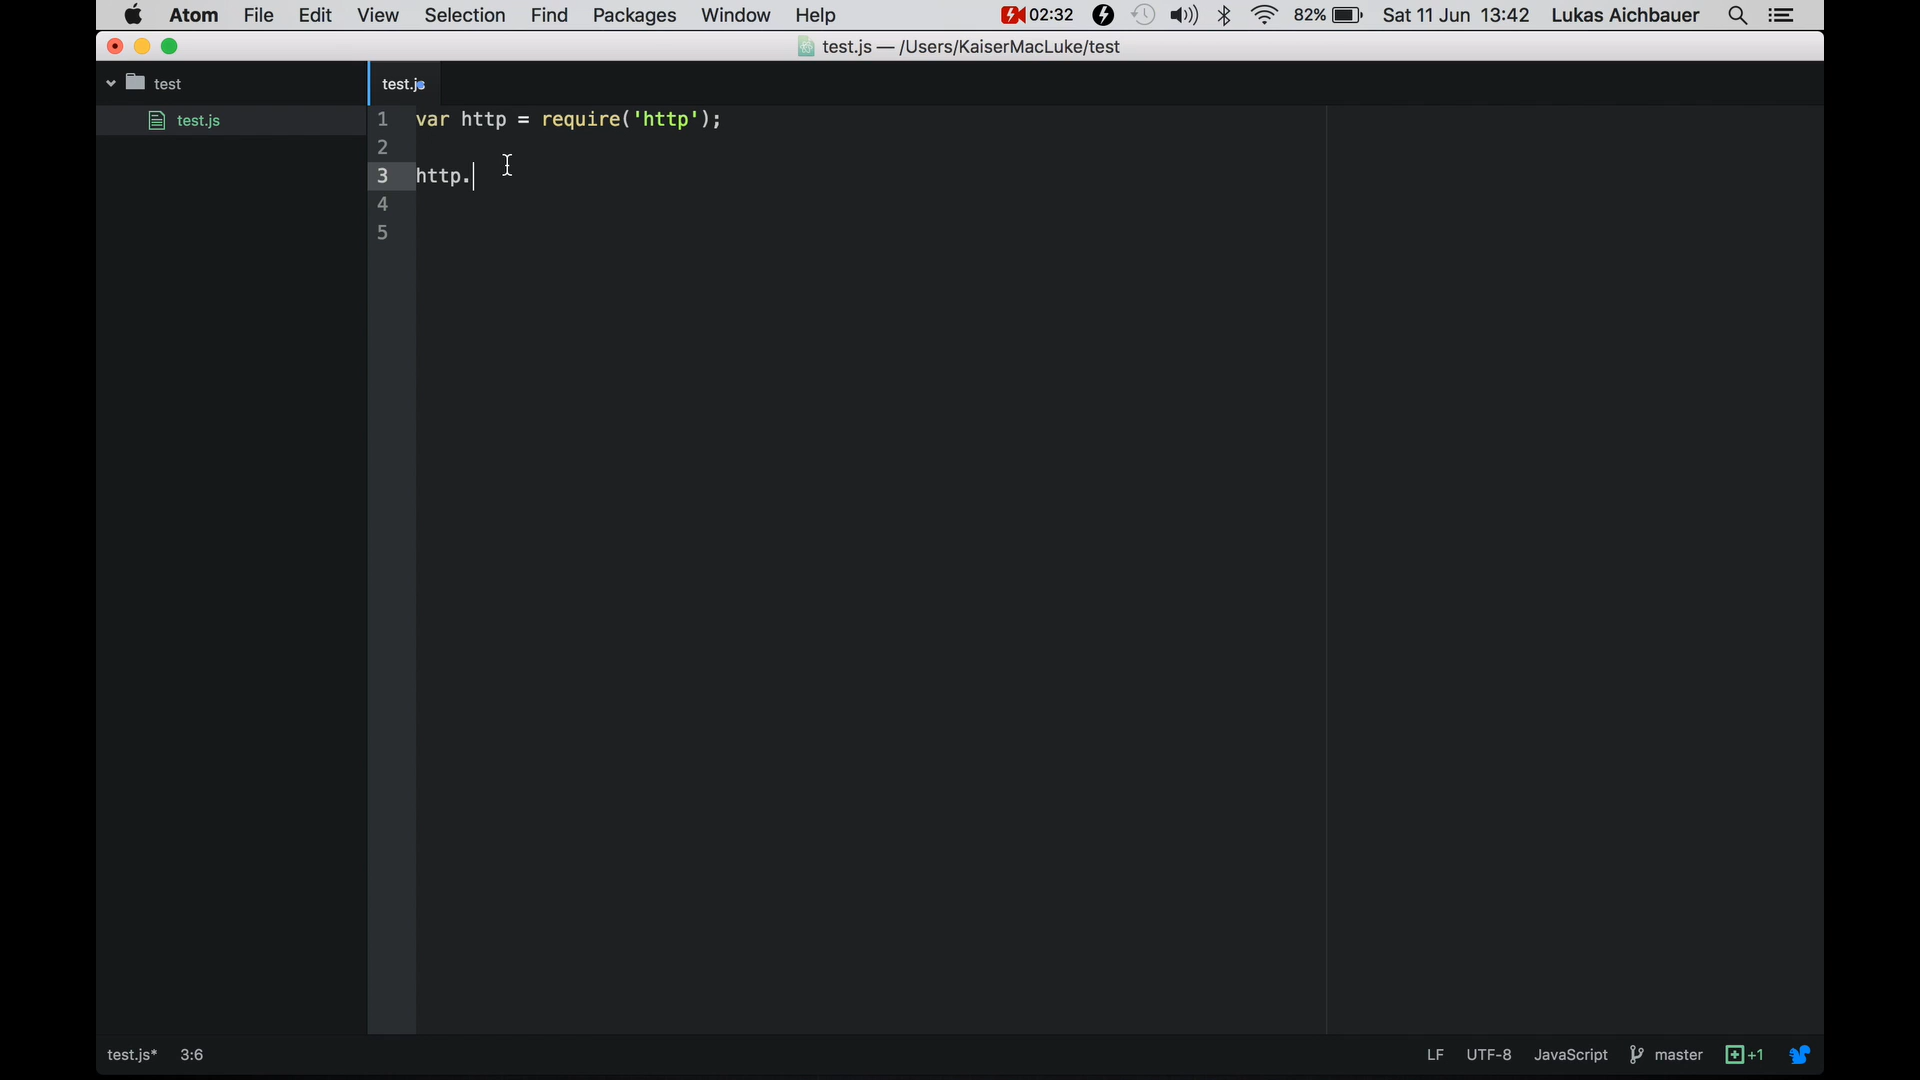 Atom File Edit View Selection Find Packages Window Help 02:32 82% Sat 11 Jun 13:42 Lukas Aichbauer
test.js — /Users/KaiserMacLuke/test
test
test.js
test.js
1 var http = require('http');
2
3 http.
4
5
test.js* 3:6 LF UTF-8 JavaScript master +1